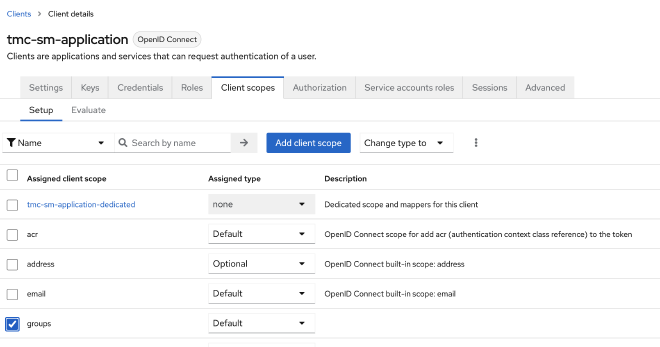 Clients > Client details
tmc-sm-application OpenID Connect
Clients are applications and services that can request authentication of a user.
Settings Keys Credentials Roles Client scopes Authorization Service accounts roles Sessions Advanced
Setup Evaluate
Name Search by name Add client scope Change type to
Assigned client scope Assigned type Description
tmc-sm-application-dedicated none Dedicated scope and mappers for this client
acr Default OpenID Connect scope for add acr (authentication context class reference) to the token
address Optional OpenID Connect built-in scope: address
email Default OpenID Connect built-in scope: email
groups Default